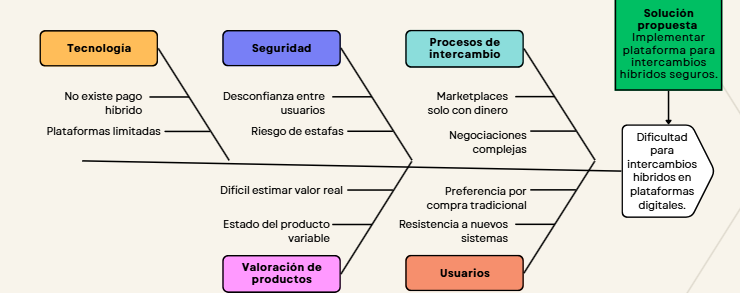 Tecnología
No existe pago
híbrido
Plataformas limitadas
Seguridad
Desconfianza entre
usuarios
Riesgo de estafas
Procesos de
intercambio
Marketplaces
solo con dinero
Negociaciones
complejas
Solución
propuesta
Implementar
plataforma para
intercambios
híbridos seguros.
Dificultad
para
intercambios
híbridos en
plataformas
digitales.
Difícil estimar valor real
Estado del producto
variable
Valoración de
productos
Preferencia por
compra tradicional
Resistencia a nuevos
sistemas
Usuarios